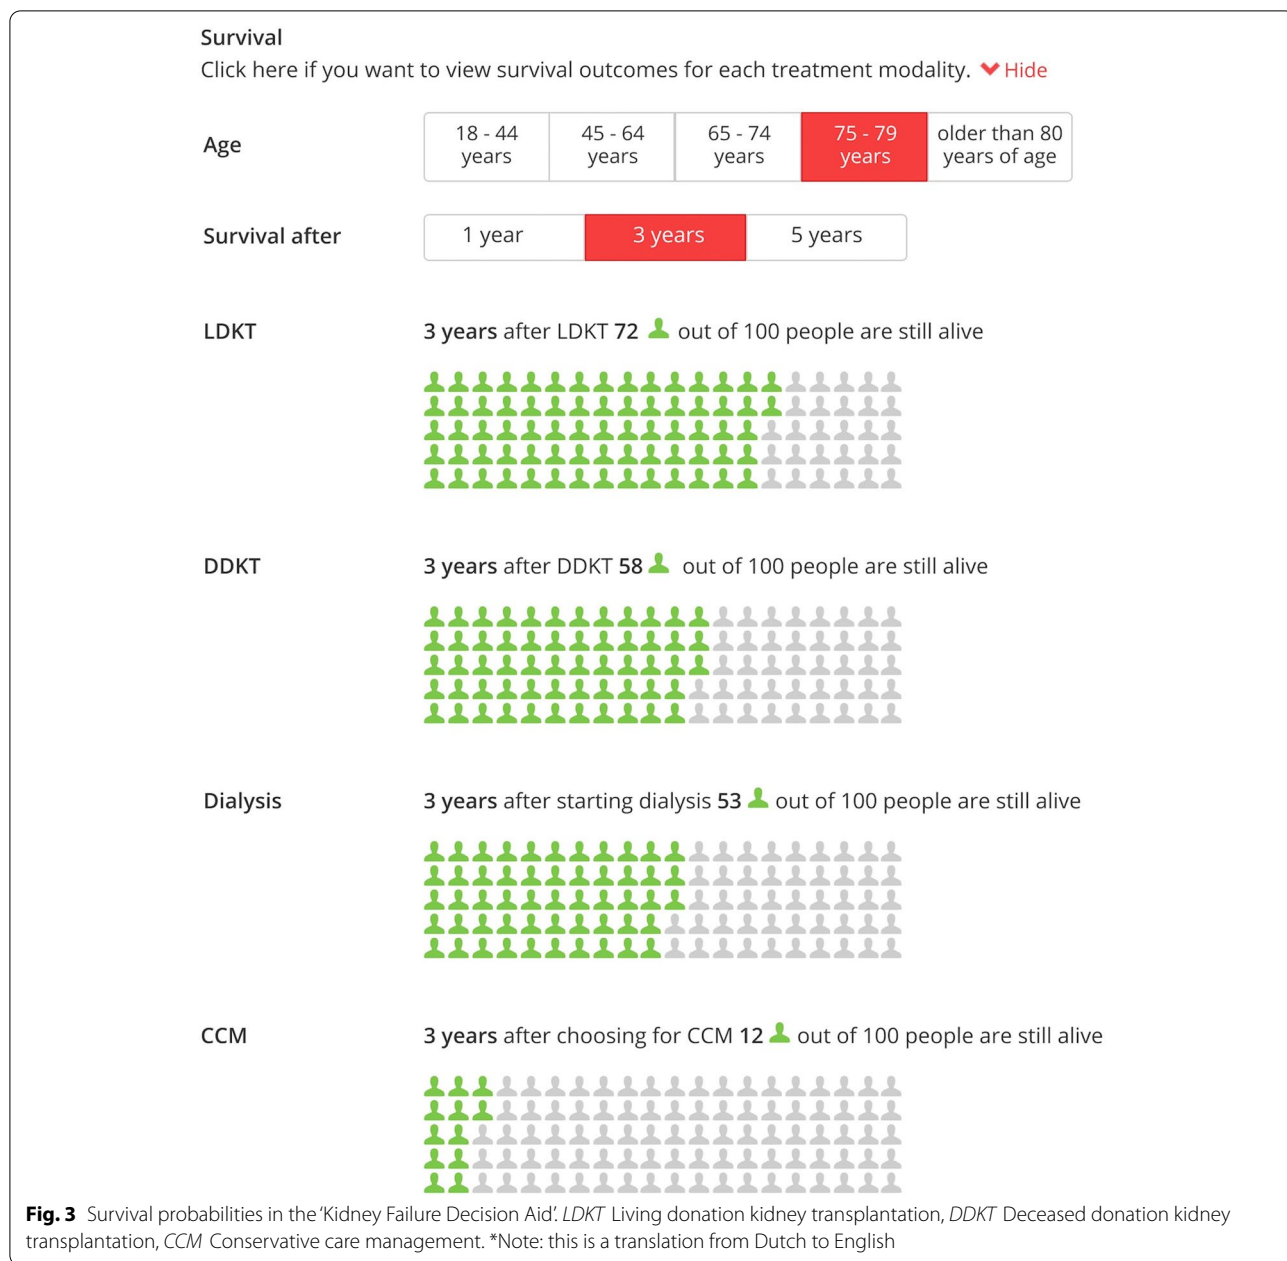 Survival
Click here if you want to view survival outcomes for each treatment modality. Hide
Age
18 - 44 years
45 - 64 years
65 - 74 years
75 - 79 years
older than 80 years of age
Survival after
1 year
3 years
5 years
LDKT
3 years after LDKT 72 out of 100 people are still alive
DDKT
3 years after DDKT 58 out of 100 people are still alive
Dialysis
3 years after starting dialysis 53 out of 100 people are still alive
CCM
3 years after choosing for CCM 12 out of 100 people are still alive
Fig. 3 Survival probabilities in the 'Kidney Failure Decision Aid'. LDKT Living donation kidney transplantation, DDKT Deceased donation kidney
transplantation, CCM Conservative care management. *Note: this is a translation from Dutch to English